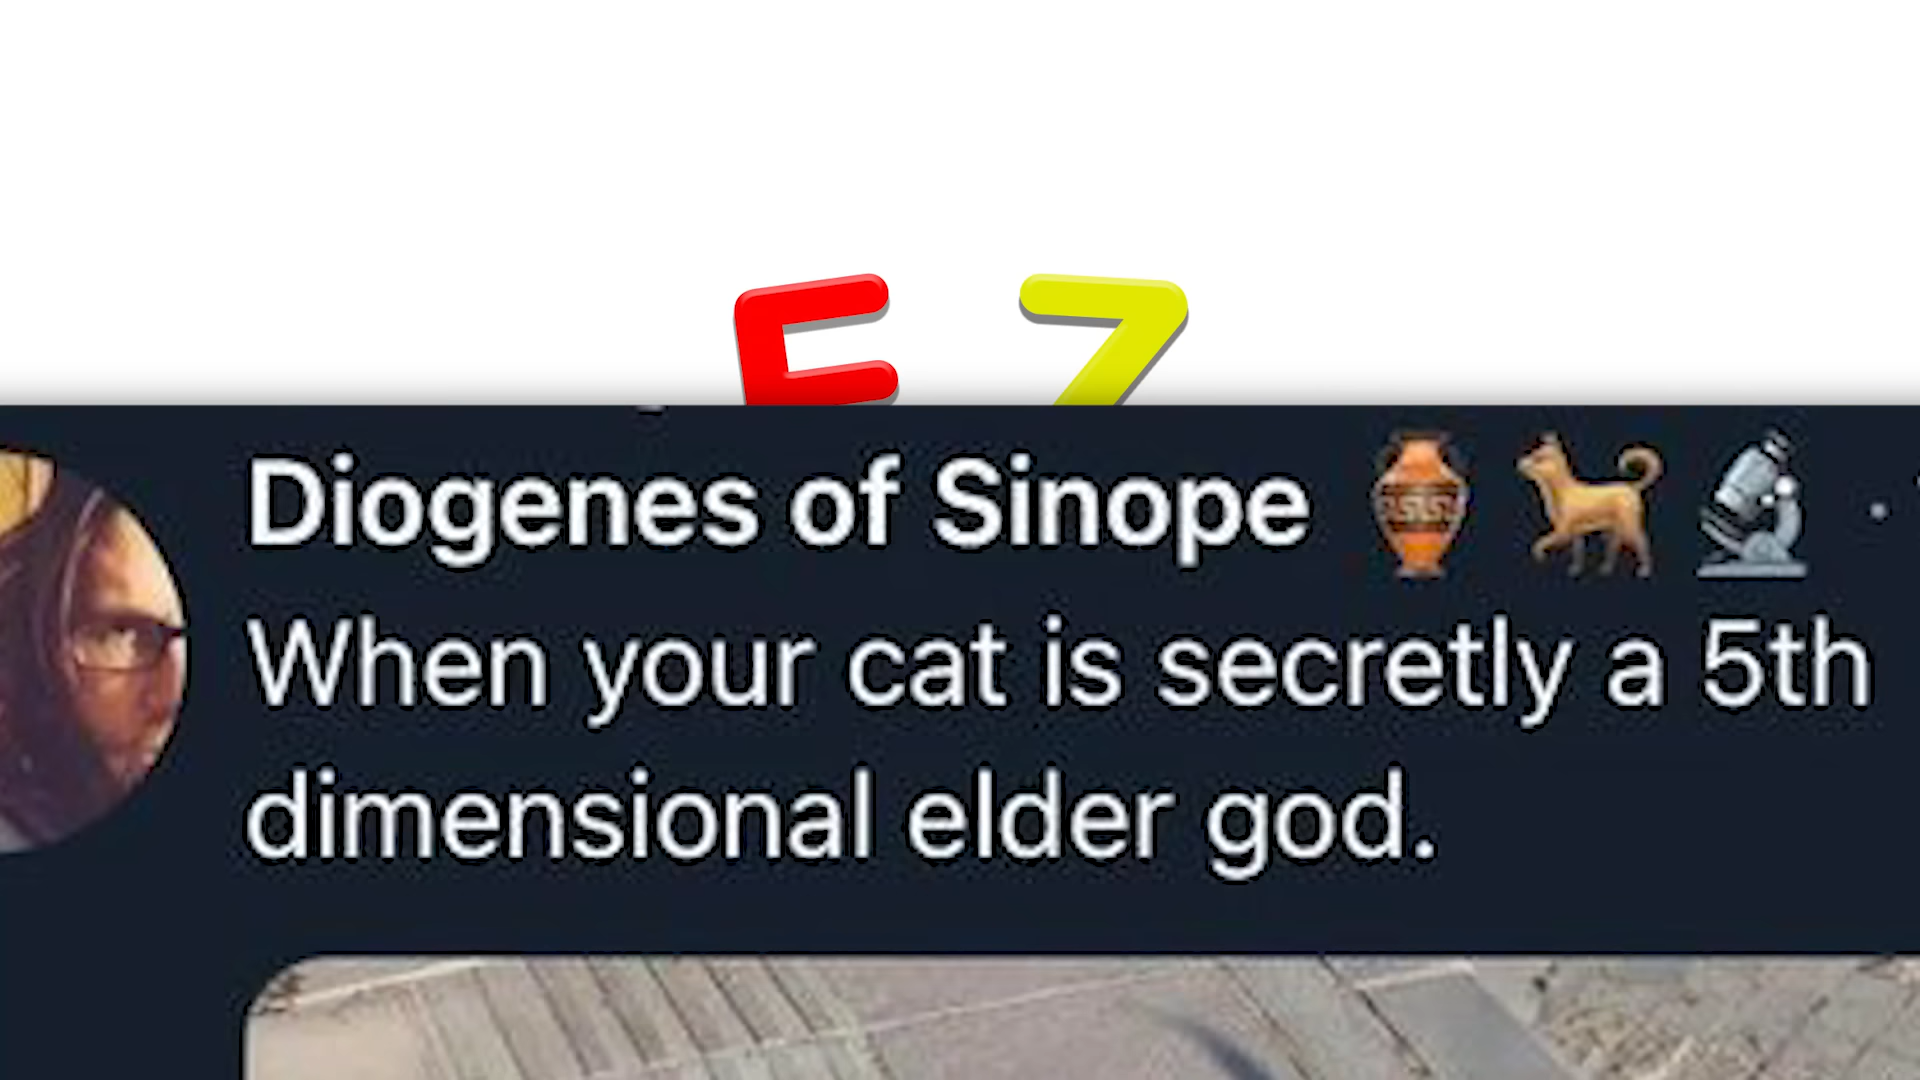 E Z
Diogenes of Sinope 🏺 🐕 🔬 ·
When your cat is secretly a 5th
dimensional elder god.